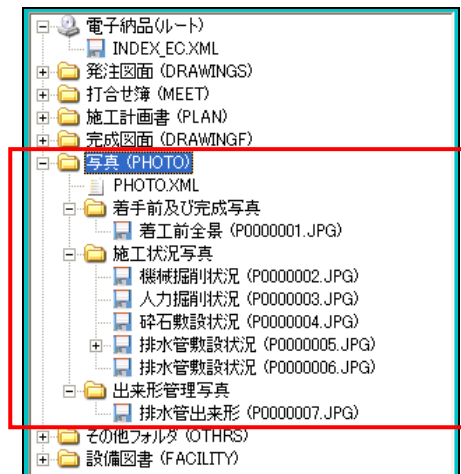 電子納品(ルート)
INDEX_EC.XML
発注図面 (DRAWINGS)
打合せ簿 (MEET)
施工計画書 (PLAN)
完成図面 (DRAWINGF)
写真 (PHOTO)
PHOTO.XML
着手前及び完成写真
着工前全景 (P0000001.JPG)
施工状況写真
機械掘削状況 (P0000002.JPG)
人力掘削状況 (P0000003.JPG)
砕石敷設状況 (P0000004.JPG)
排水管敷設状況 (P0000005.JPG)
排水管敷設状況 (P0000006.JPG)
出来形管理写真
排水管出来形 (P0000007.JPG)
その他フォルダ (OTHRS)
設備図書 (FACILITY)